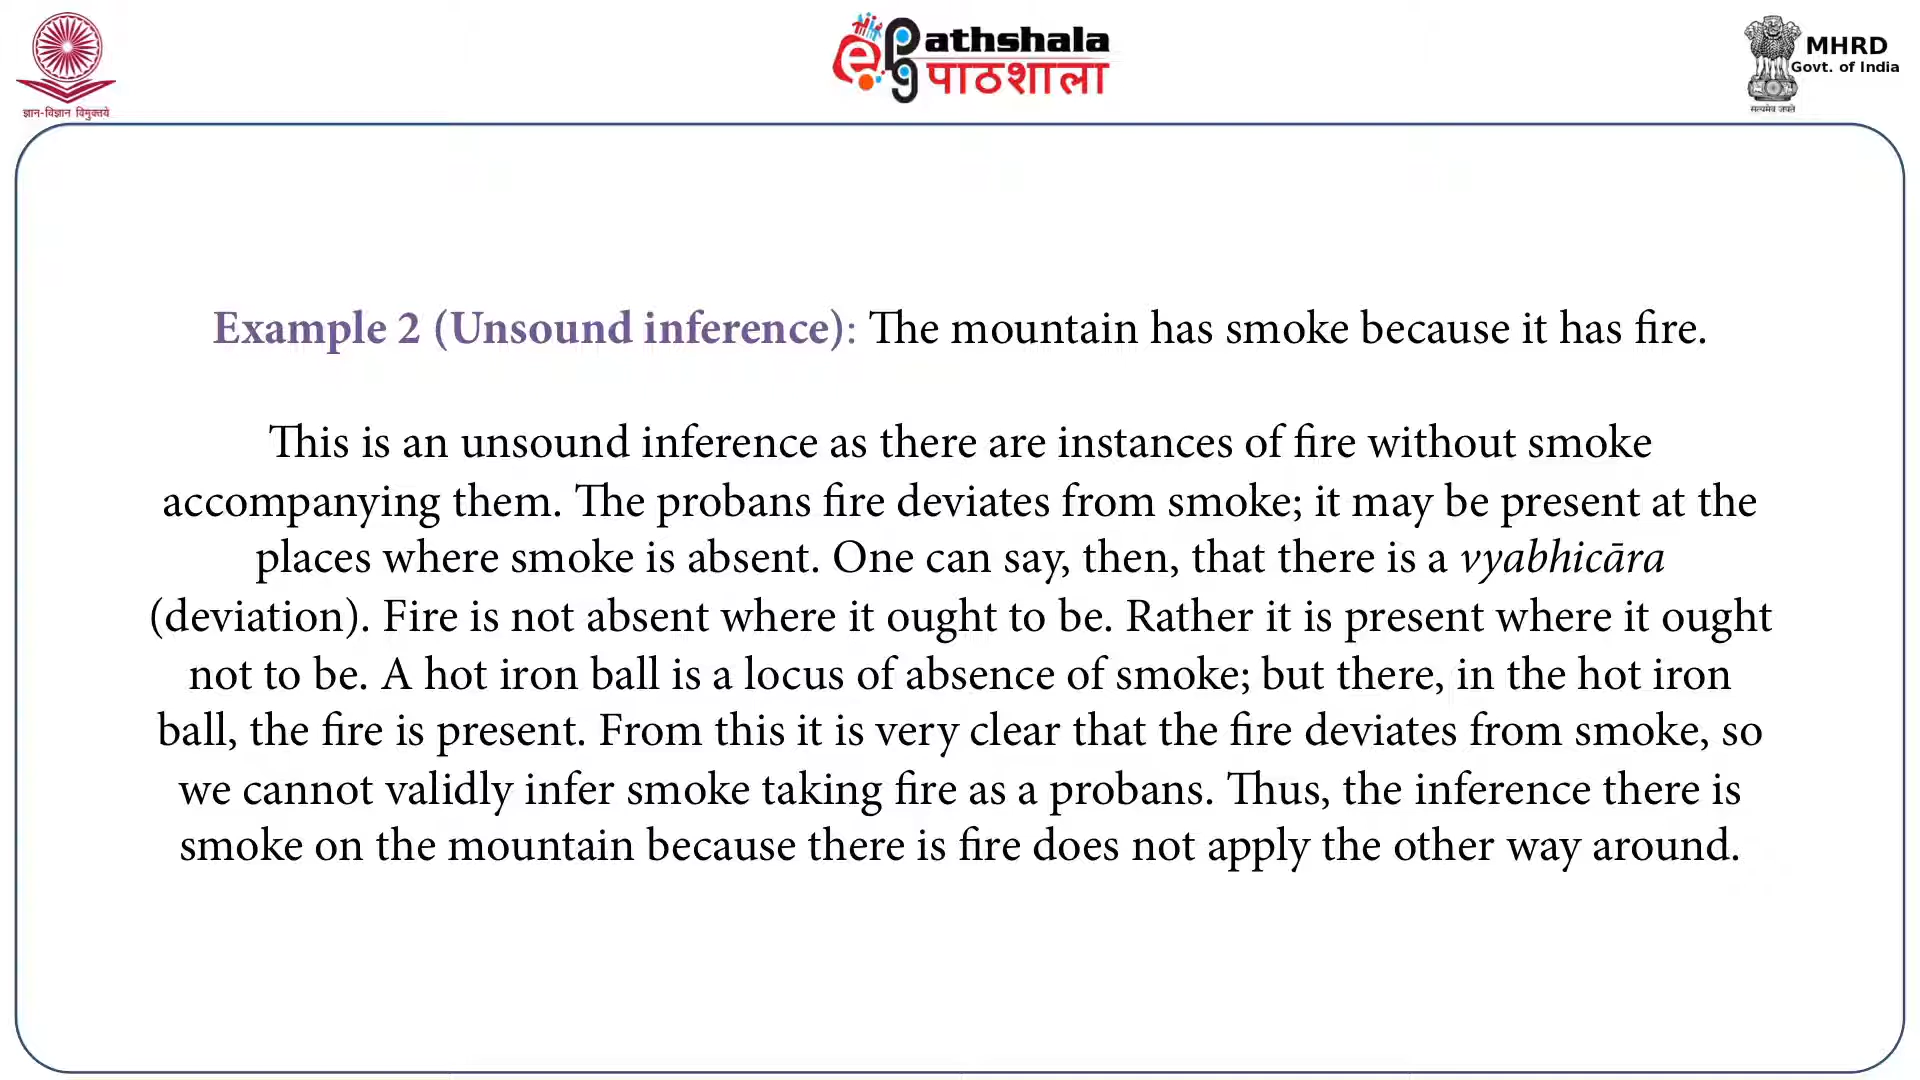 ज्ञान-विज्ञान विमुक्तये
ePathshala
पाठशाला
सत्यमेव जयते
MHRD
Govt. of India
Example 2 (Unsound inference): The mountain has smoke because it has fire.
This is an unsound inference as there are instances of fire without smoke
accompanying them. The probans fire deviates from smoke; it may be present at the
places where smoke is absent. One can say, then, that there is a vyabhicāra
(deviation). Fire is not absent where it ought to be. Rather it is present where it ought
not to be. A hot iron ball is a locus of absence of smoke; but there, in the hot iron
ball, the fire is present. From this it is very clear that the fire deviates from smoke, so
we cannot validly infer smoke taking fire as a probans. Thus, the inference there is
smoke on the mountain because there is fire does not apply the other way around.